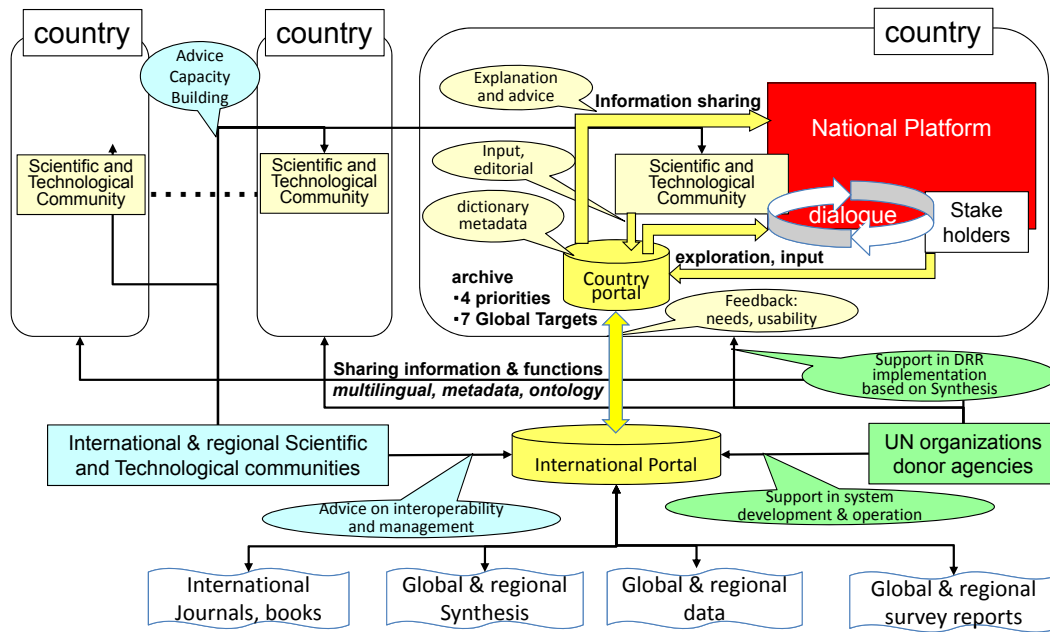 country
country
country
Advice
Capacity
Building
Explanation
and advice
Information sharing
National Platform
Scientific and
Technological
Community
Scientific and
Technological
Community
Input,
editorial
Scientific and
Technological
Community
dictionary
metadata
dialogue
Stake
holders
exploration, input
archive
・4 priorities
・7 Global Targets
Country
portal
Feedback:
needs, usability
Sharing information & functions
multilingual, metadata, ontology
Support in DRR
implementation
based on Synthesis
International & regional Scientific
and Technological communities
International Portal
UN organizations
donor agencies
Advice on interoperability
and management
Support in system
development & operation
International
Journals, books
Global & regional
Synthesis
Global & regional
data
Global & regional
survey reports